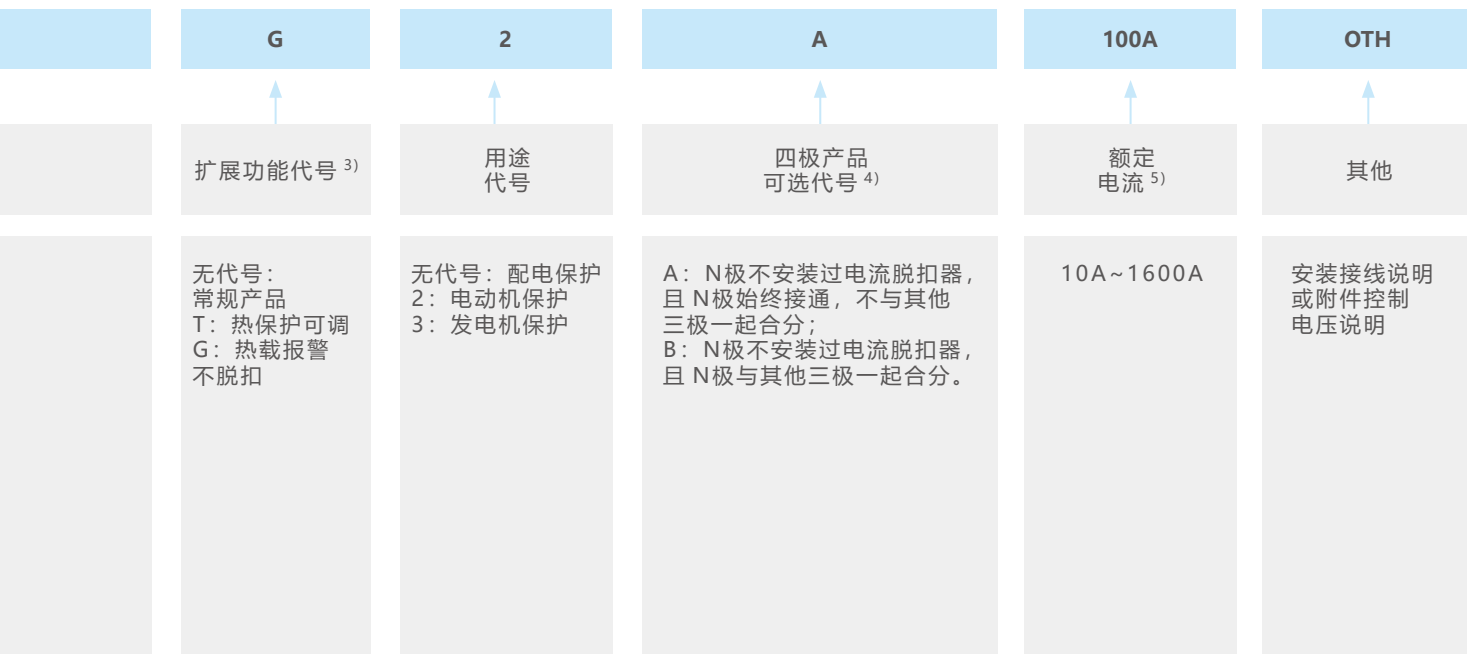 G
2
A
100A
OTH
扩展功能代号 3)
用途
代号
四极产品
可选代号 4)
额定
电流 5)
其他
无代号：
常规产品
T：热保护可调
G：热载报警
不脱扣
无代号：配电保护
2：电动机保护
3：发电机保护
A：N极不安装过电流脱扣器，
且 N极始终接通，不与其他
三极一起合分；
B：N极不安装过电流脱扣器，
且 N极与其他三极一起合分。
10A~1600A
安装接线说明
或附件控制
电压说明